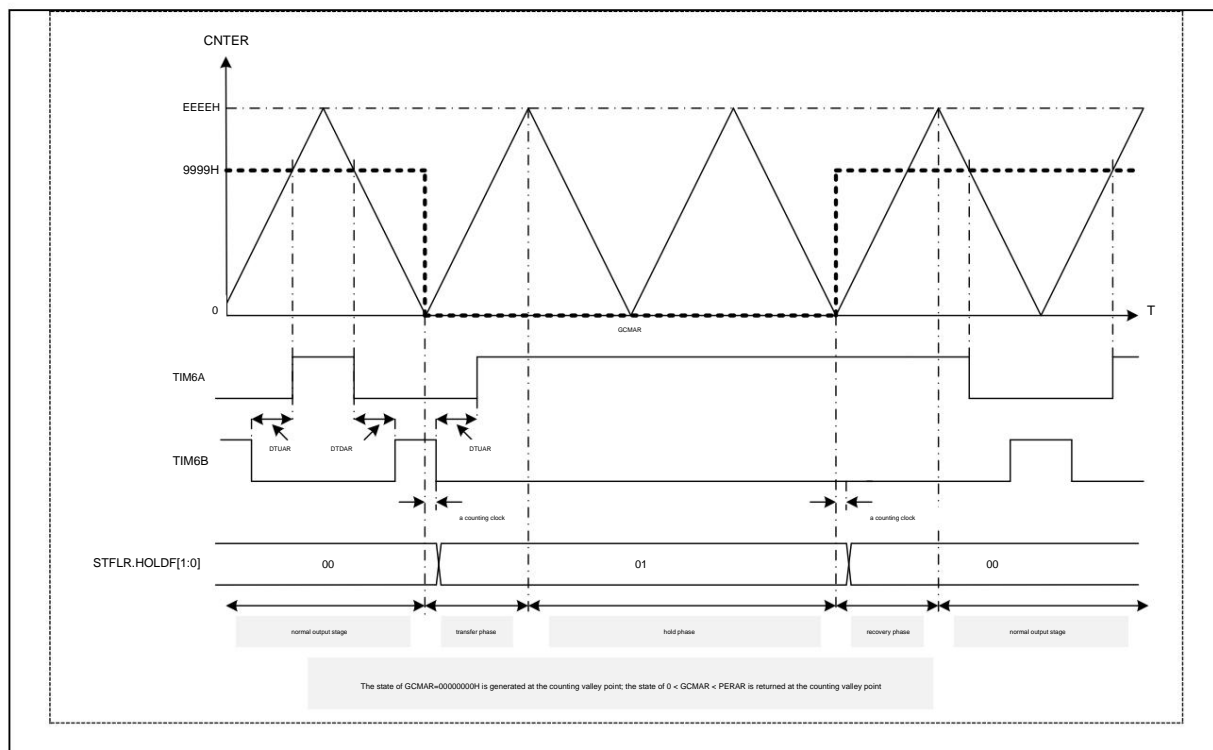 CNTER
EEEEH
9999H
0
T
GCMAR
TIM6A
DTUAR
DTDAR
DTUAR
TIM6B
a counting clock
a counting clock
STFLR.HOLDF[1:0]
00
01
00
normal output stage
transfer phase
hold phase
recovery phase
normal output stage
The state of GCMAR=00000000H is generated at the counting valley point; the state of 0 < GCMAR < PERAR is returned at the counting valley point